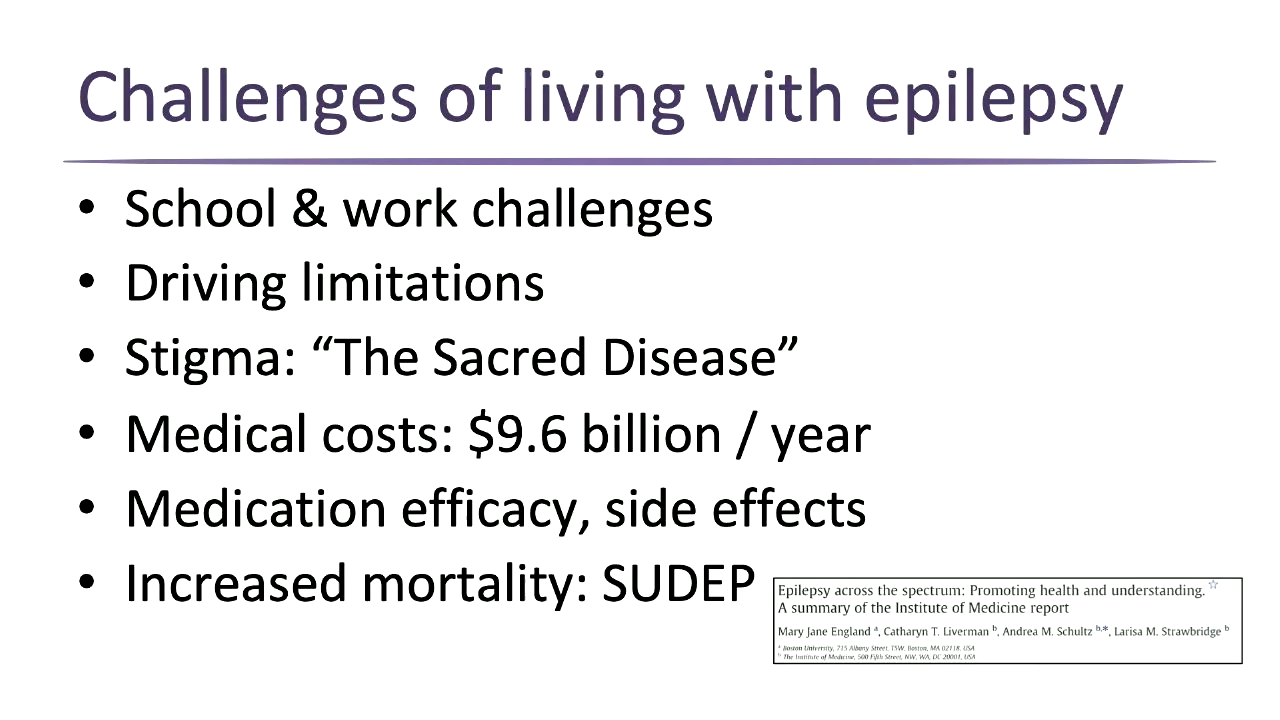 Challenges of living with epilepsy
• School & work challenges
• Driving limitations
• Stigma: “The Sacred Disease”
• Medical costs: $9.6 billion / year
• Medication efficacy, side effects
• Increased mortality: SUDEP
Epilepsy across the spectrum: Promoting health and understanding. ☆
A summary of the Institute of Medicine report
Mary Jane England ᵃ, Catharyn T. Liverman ᵇ, Andrea M. Schultz ᵇ,*, Larisa M. Strawbridge ᵇ
ᵃ Boston University, 715 Albany Street, T5W, Boston, MA 02118, USA
ᵇ The Institute of Medicine, 500 Fifth Street, NW, WA, DC 20001, USA